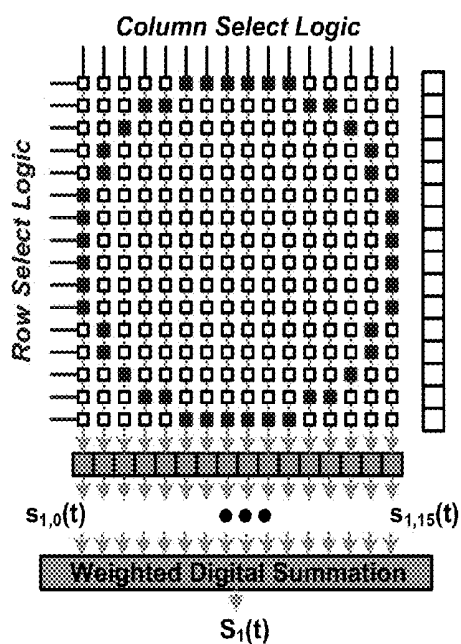 Column Select Logic
Row Select Logic
s1,0(t)
s1,15(t)
Weighted Digital Summation
S1(t)